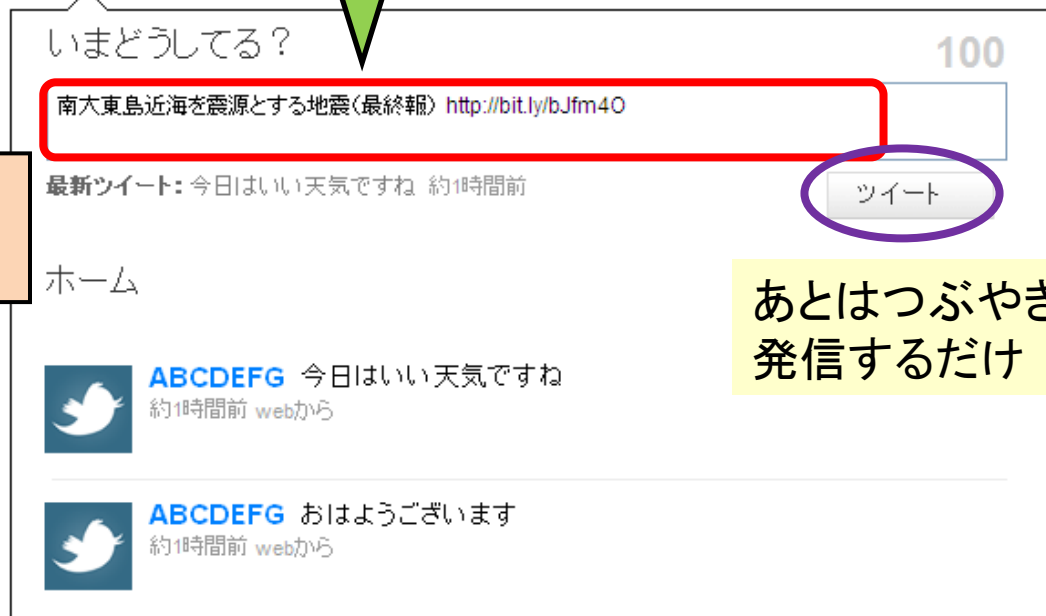 いまどうしてる？
100
南大東島近海を震源とする地震（最終報） http://bit.ly/bJfm4O
最新ツイート: 今日はいい天気ですね 約1時間前
ツイート
ホーム
あとはつぶやき
発信するだけ
ABCDEFG 今日はいい天気ですね
約1時間前 webから
ABCDEFG おはようございます
約1時間前 webから